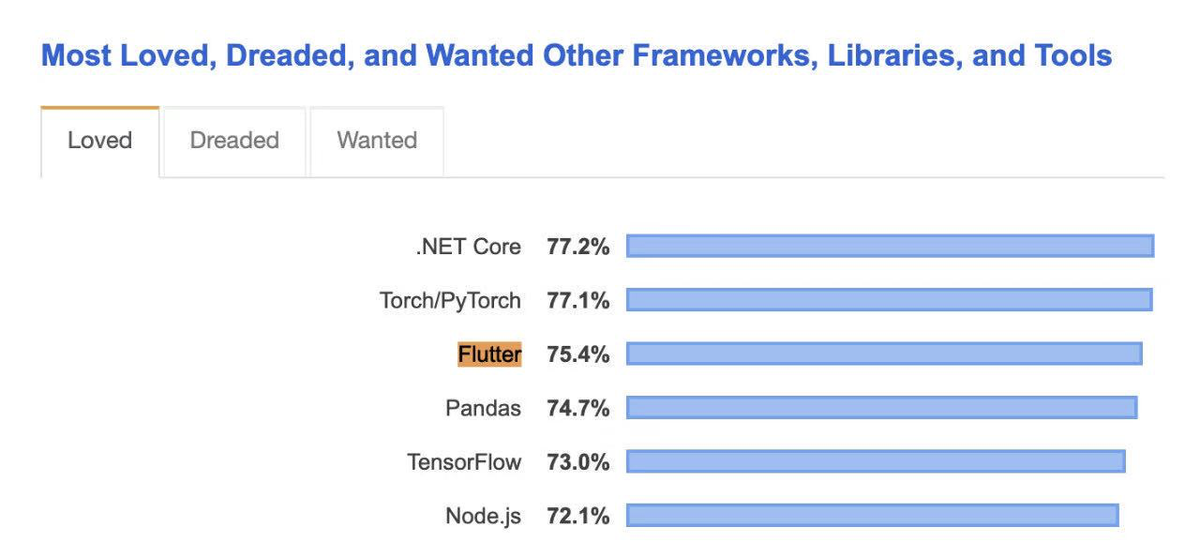 Most Loved, Dreaded, and Wanted Other Frameworks, Libraries, and Tools
Loved Dreaded Wanted
.NET Core 77.2%
Torch/PyTorch 77.1%
Flutter 75.4%
Pandas 74.7%
TensorFlow 73.0%
Node.js 72.1%